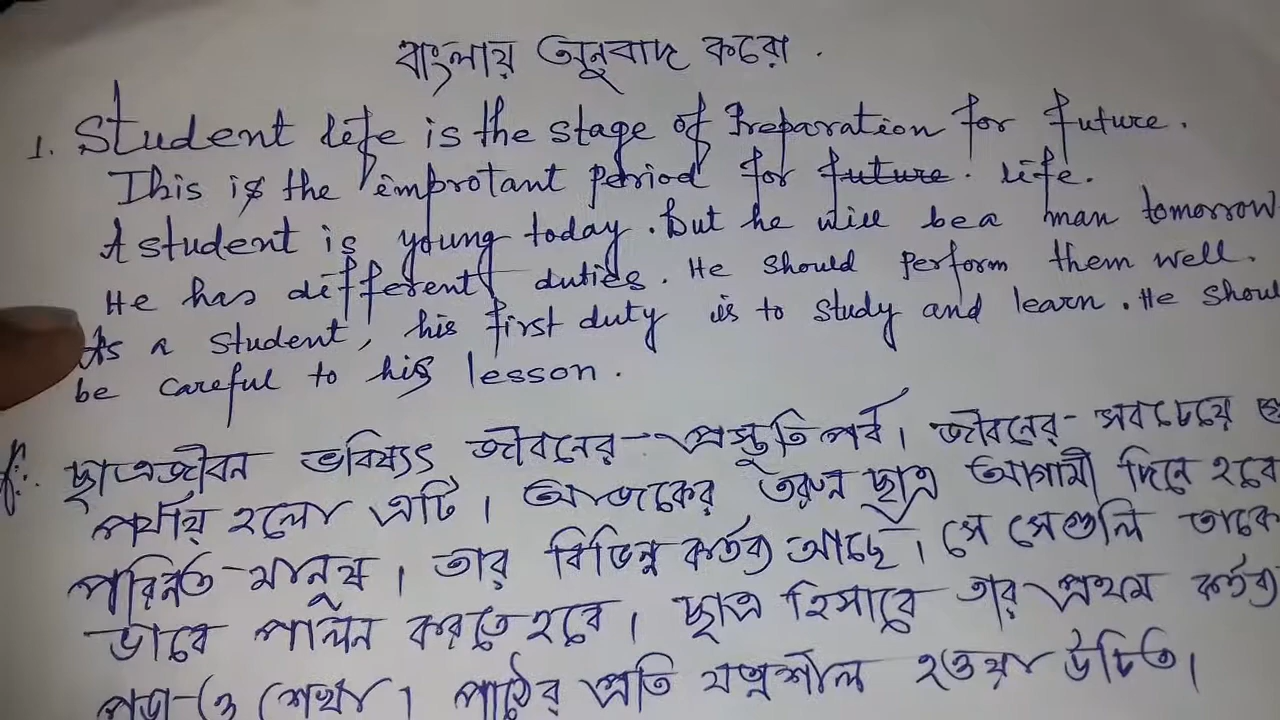 বাংলায় অনুবাদ করো .
1. Student life is the stage of Preparation for future.
This is the improtant period for future. life.
A student is young today. But he will be a man tomorrow
He has different duties. He should perform them well.
As a student, his first duty is to study and learn. He shoul
be careful to his lesson.
ছাত্রজীবন ভবিষ্যৎ জীবনের প্রস্তুতি পর্ব। জীবনের সবচেয়ে
পর্যায় হলো এটি। আজকের তরুন ছাত্র আগামী দিনে হবে
পরিনত মানুষ। তার বিভিন্ন কর্তব্য আছে। সে সেগুলি তাকে
ভাবে পালন করতে হবে। ছাত্র হিসাবে তার প্রথম কর্তব্য
পড়া ও শেখা। পাঠের প্রতি যত্নশীল হওয়া উচিত।